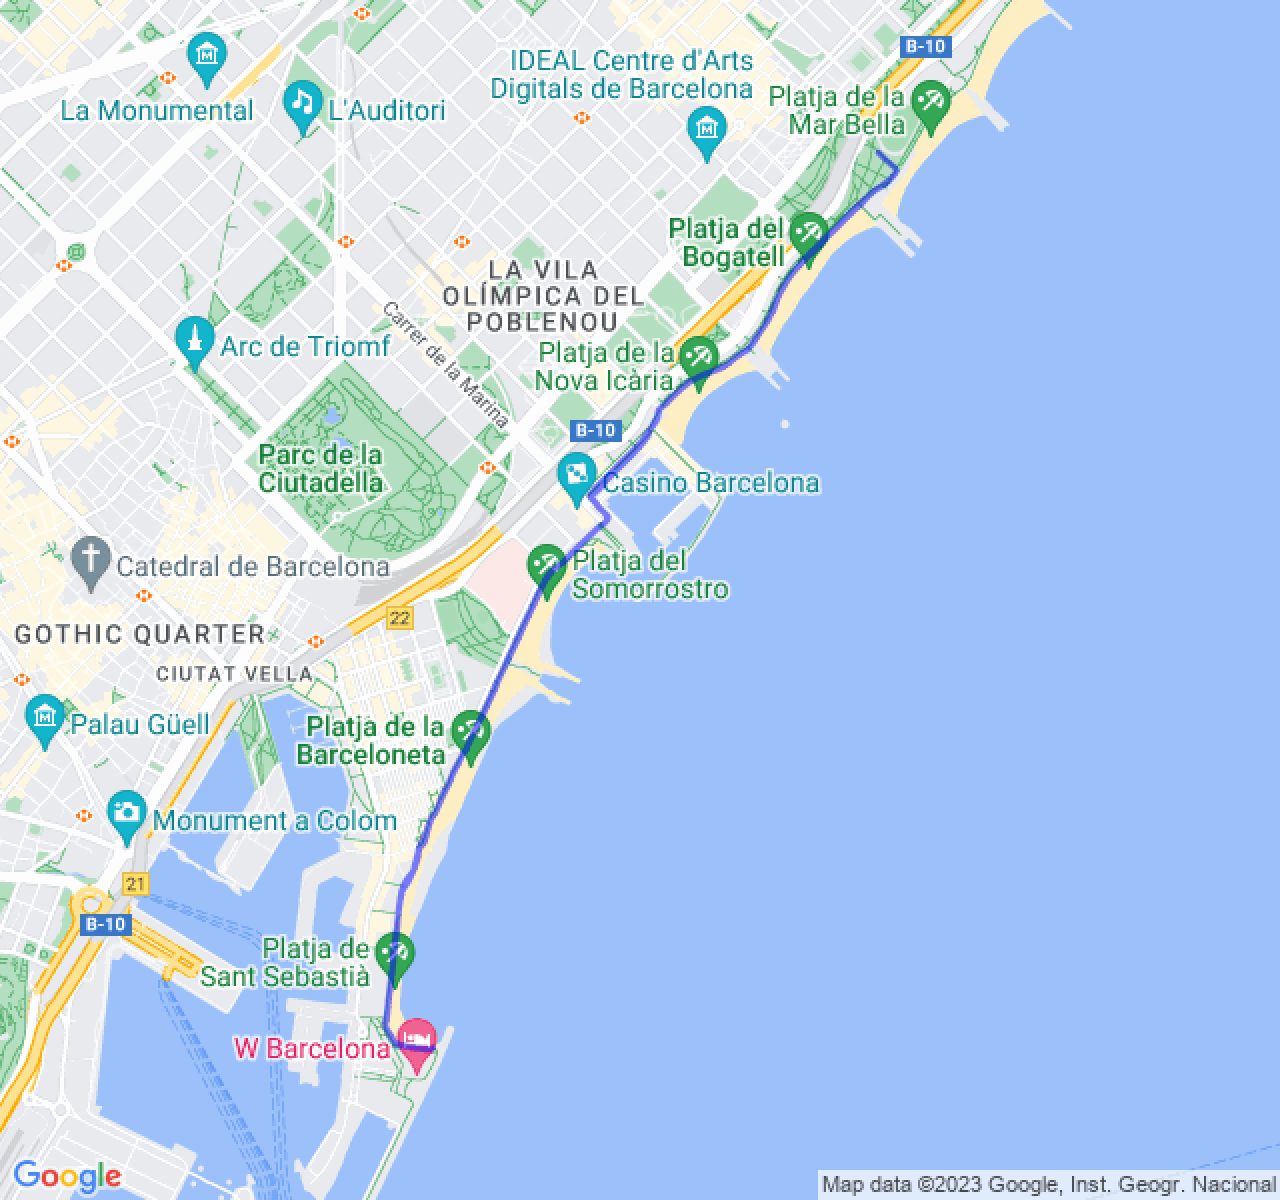 B-10
IDEAL Centre d'Arts
Digitals de Barcelona
Platja de la
Mar Bella
La Monumental
L'Auditori
Platja del
Bogatell
LA VILA
OLÍMPICA DEL
POBLENOU
Carrer de la Marina
Arc de Triomf
Platja de la
Nova Icària
B-10
Parc de la
Ciutadella
Casino Barcelona
Catedral de Barcelona
Platja del
Somorrostro
22
GOTHIC QUARTER
CIUTAT VELLA
Palau Güell
Platja de la
Barceloneta
Monument a Colom
21
B-10
Platja de
Sant Sebastià
W Barcelona
Google
Map data ©2023 Google, Inst. Geogr. Nacional